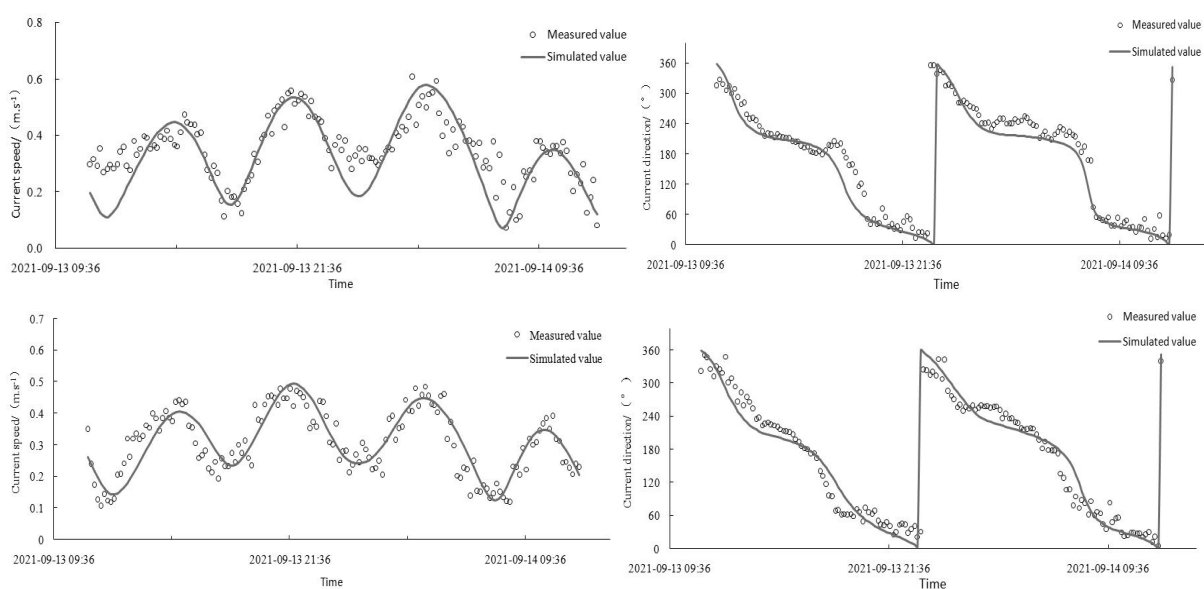 0.8
0.6
0.4
0.2
0.0
Current speed/ (m.s⁻¹)
Measured value
Simulated value
2021-09-13 09:36
2021-09-13 21:36
2021-09-14 09:36
Time
360
300
240
180
120
60
0
Current direction/ (°)
Measured value
Simulated value
2021-09-13 09:36
2021-09-13 21:36
2021-09-14 09:36
Time
0.7
0.6
0.5
0.4
0.3
0.2
0.1
0
Current speed/ (m.s⁻¹)
Measured value
Simulated value
2021-09-13 09:36
2021-09-13 21:36
2021-09-14 09:36
Time
360
300
240
180
120
60
0
Current direction/ (°)
Measured value
Simulated value
2021-09-13 09:36
2021-09-13 21:36
2021-09-14 09:36
Time